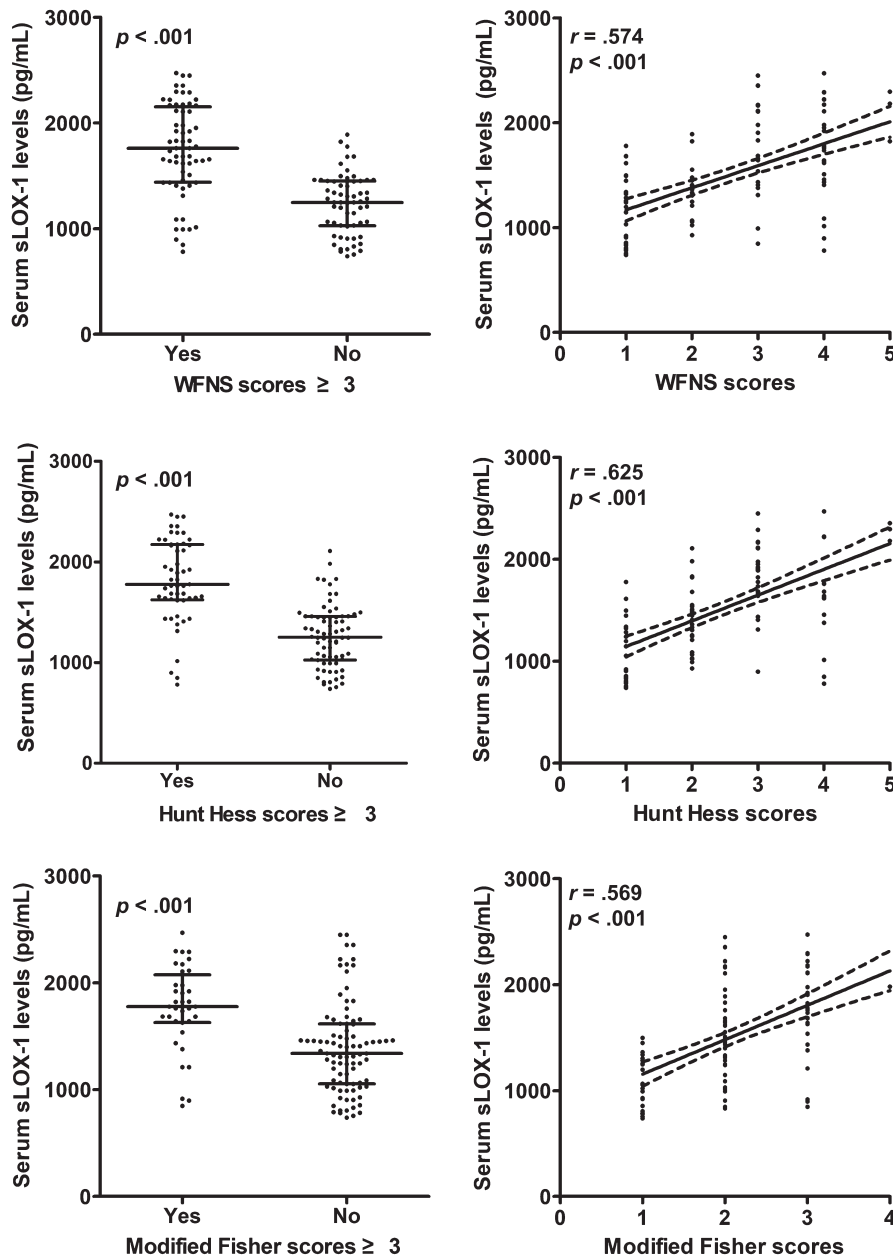 Serum sLOX-1 levels (pg/mL)
3000
2000
1000
0
p < .001
Yes
No
WFNS scores ≥ 3
Serum sLOX-1 levels (pg/mL)
3000
2000
1000
0
r = .574
p < .001
0 1 2 3 4 5
WFNS scores
Serum sLOX-1 levels (pg/mL)
3000
2000
1000
0
p < .001
Yes
No
Hunt Hess scores ≥ 3
Serum sLOX-1 levels (pg/mL)
3000
2000
1000
0
r = .625
p < .001
0 1 2 3 4 5
Hunt Hess scores
Serum sLOX-1 levels (pg/mL)
3000
2000
1000
0
p < .001
Yes
No
Modified Fisher scores ≥ 3
Serum sLOX-1 levels (pg/mL)
3000
2000
1000
0
r = .569
p < .001
0 1 2 3 4
Modified Fisher scores